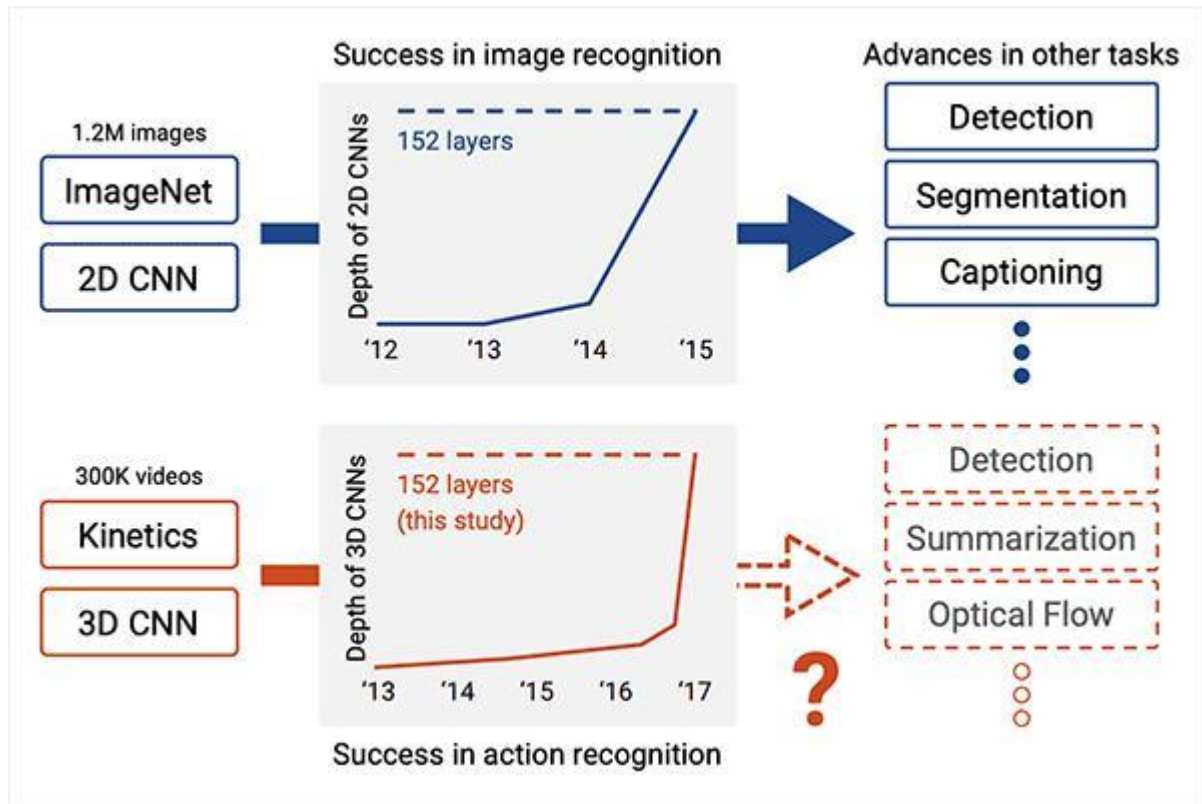 Success in image recognition
Advances in other tasks
1.2M images
ImageNet
2D CNN
Depth of 2D CNNs
152 layers
‘12 ‘13 ‘14 ‘15
Detection
Segmentation
Captioning
300K videos
Kinetics
3D CNN
Depth of 3D CNNs
152 layers
(this study)
‘13 ‘14 ‘15 ‘16 ‘17
Success in action recognition
?
Detection
Summarization
Optical Flow